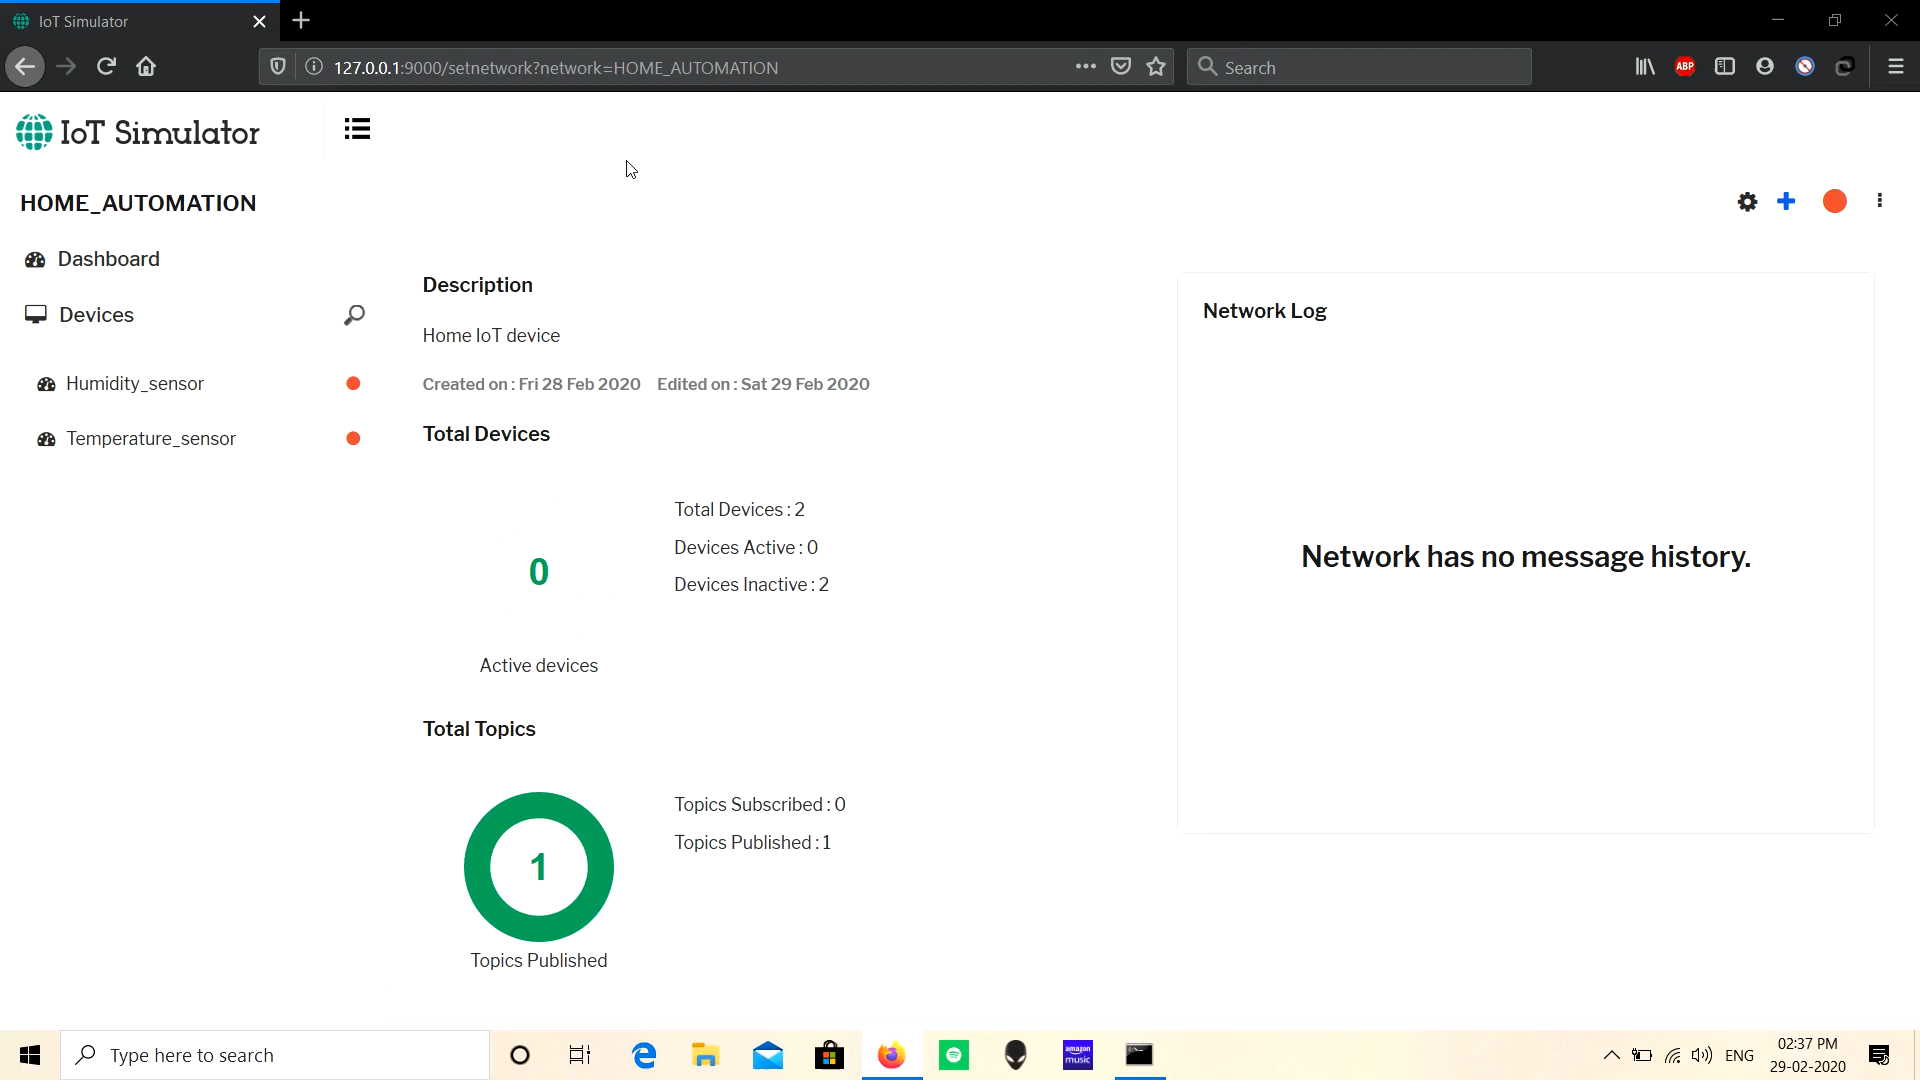 IoT Simulator
127.0.0.1:9000/setnetwork?network=HOME_AUTOMATION
Search
ABP
IoT Simulator
HOME_AUTOMATION
Dashboard
Devices
Humidity_sensor
Temperature_sensor
Description
Home IoT device
Created on : Fri 28 Feb 2020 Edited on : Sat 29 Feb 2020
Total Devices
0
Active devices
Total Devices : 2
Devices Active : 0
Devices Inactive : 2
Total Topics
1
Topics Published
Topics Subscribed : 0
Topics Published : 1
Network Log
Network has no message history.
Type here to search
amazon
music
ENG
02:37 PM
29-02-2020